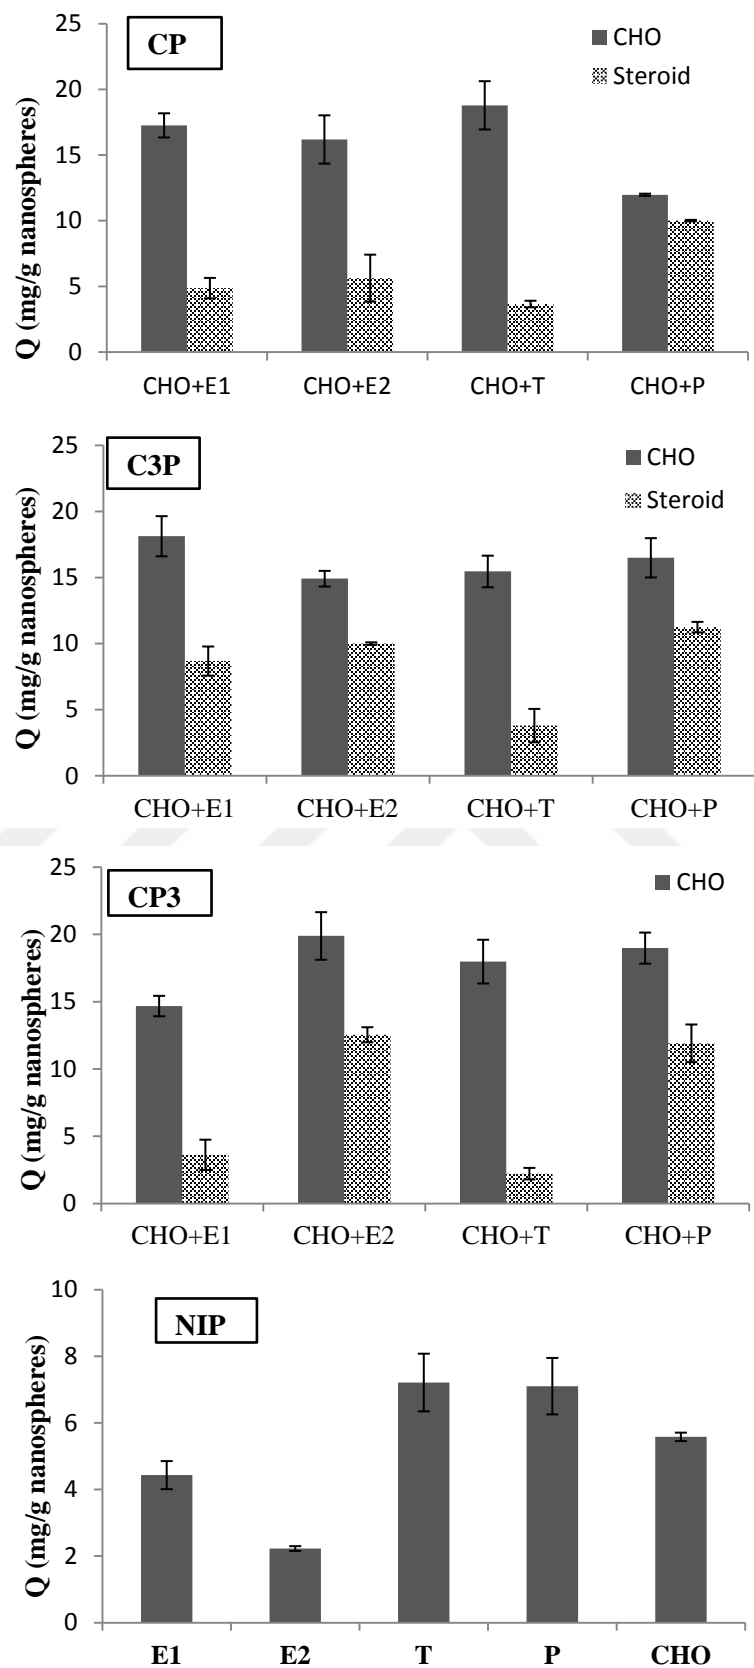 CP
CHO
Steroid
Q (mg/g nanospheres)
25
20
15
10
5
0
CHO+E1 CHO+E2 CHO+T CHO+P
C3P
CHO
Steroid
Q (mg/g nanospheres)
25
20
15
10
5
0
CHO+E1 CHO+E2 CHO+T CHO+P
CP3
CHO
Q (mg/g nanospheres)
25
20
15
10
5
0
CHO+E1 CHO+E2 CHO+T CHO+P
NIP
Q (mg/g nanospheres)
10
8
6
4
2
0
E1 E2 T P CHO